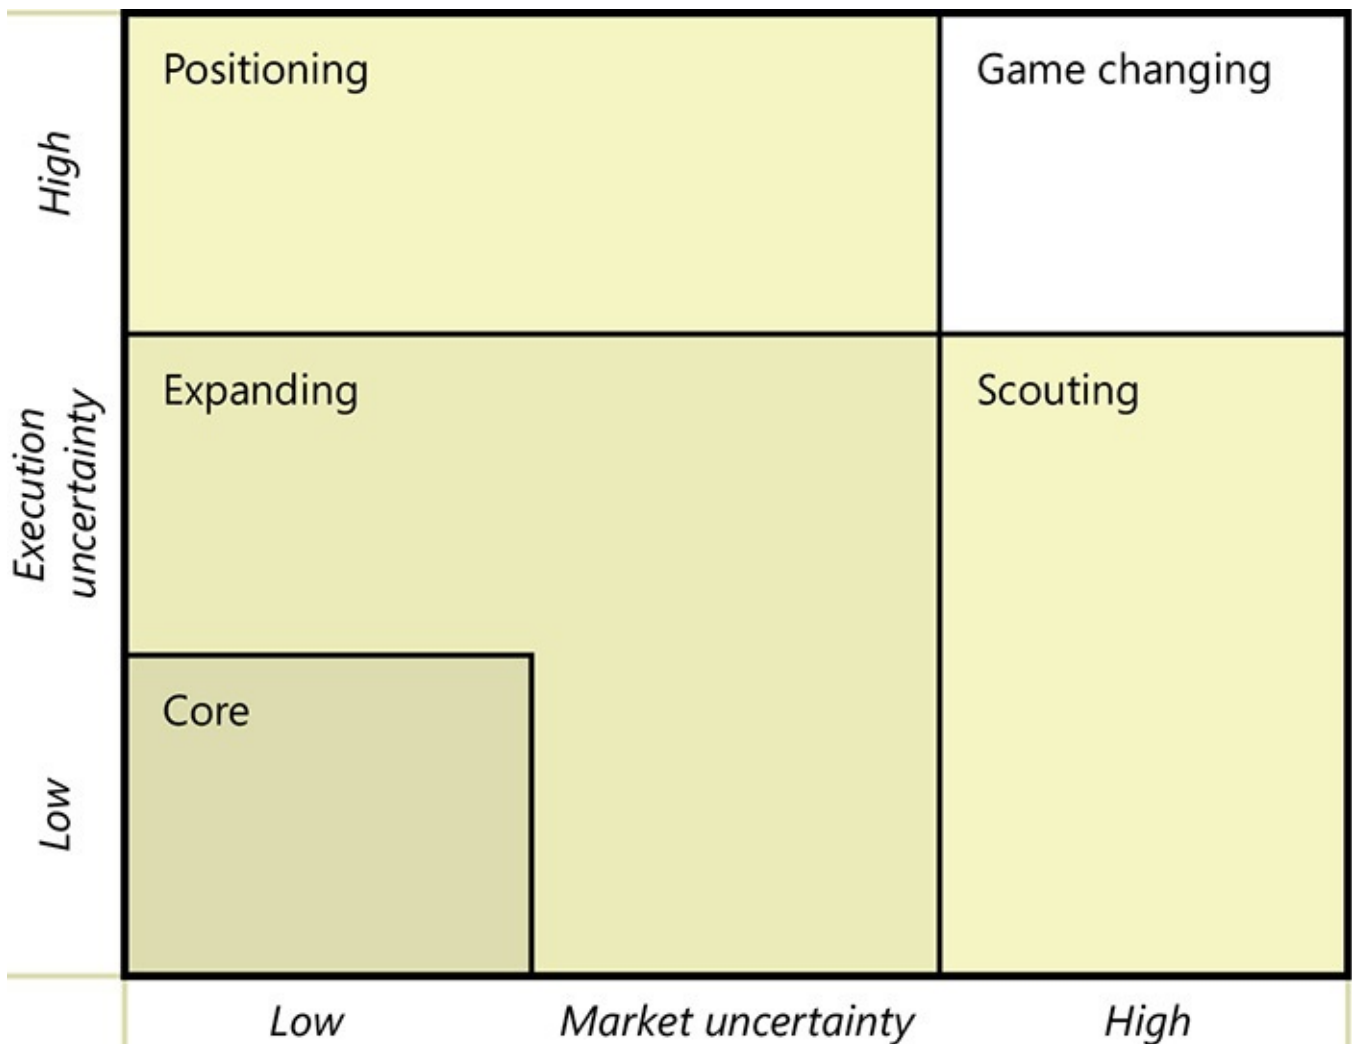 Positioning
Game changing
High
Expanding
Scouting
Execution
uncertainty
Core
Low
Low
Market uncertainty
High